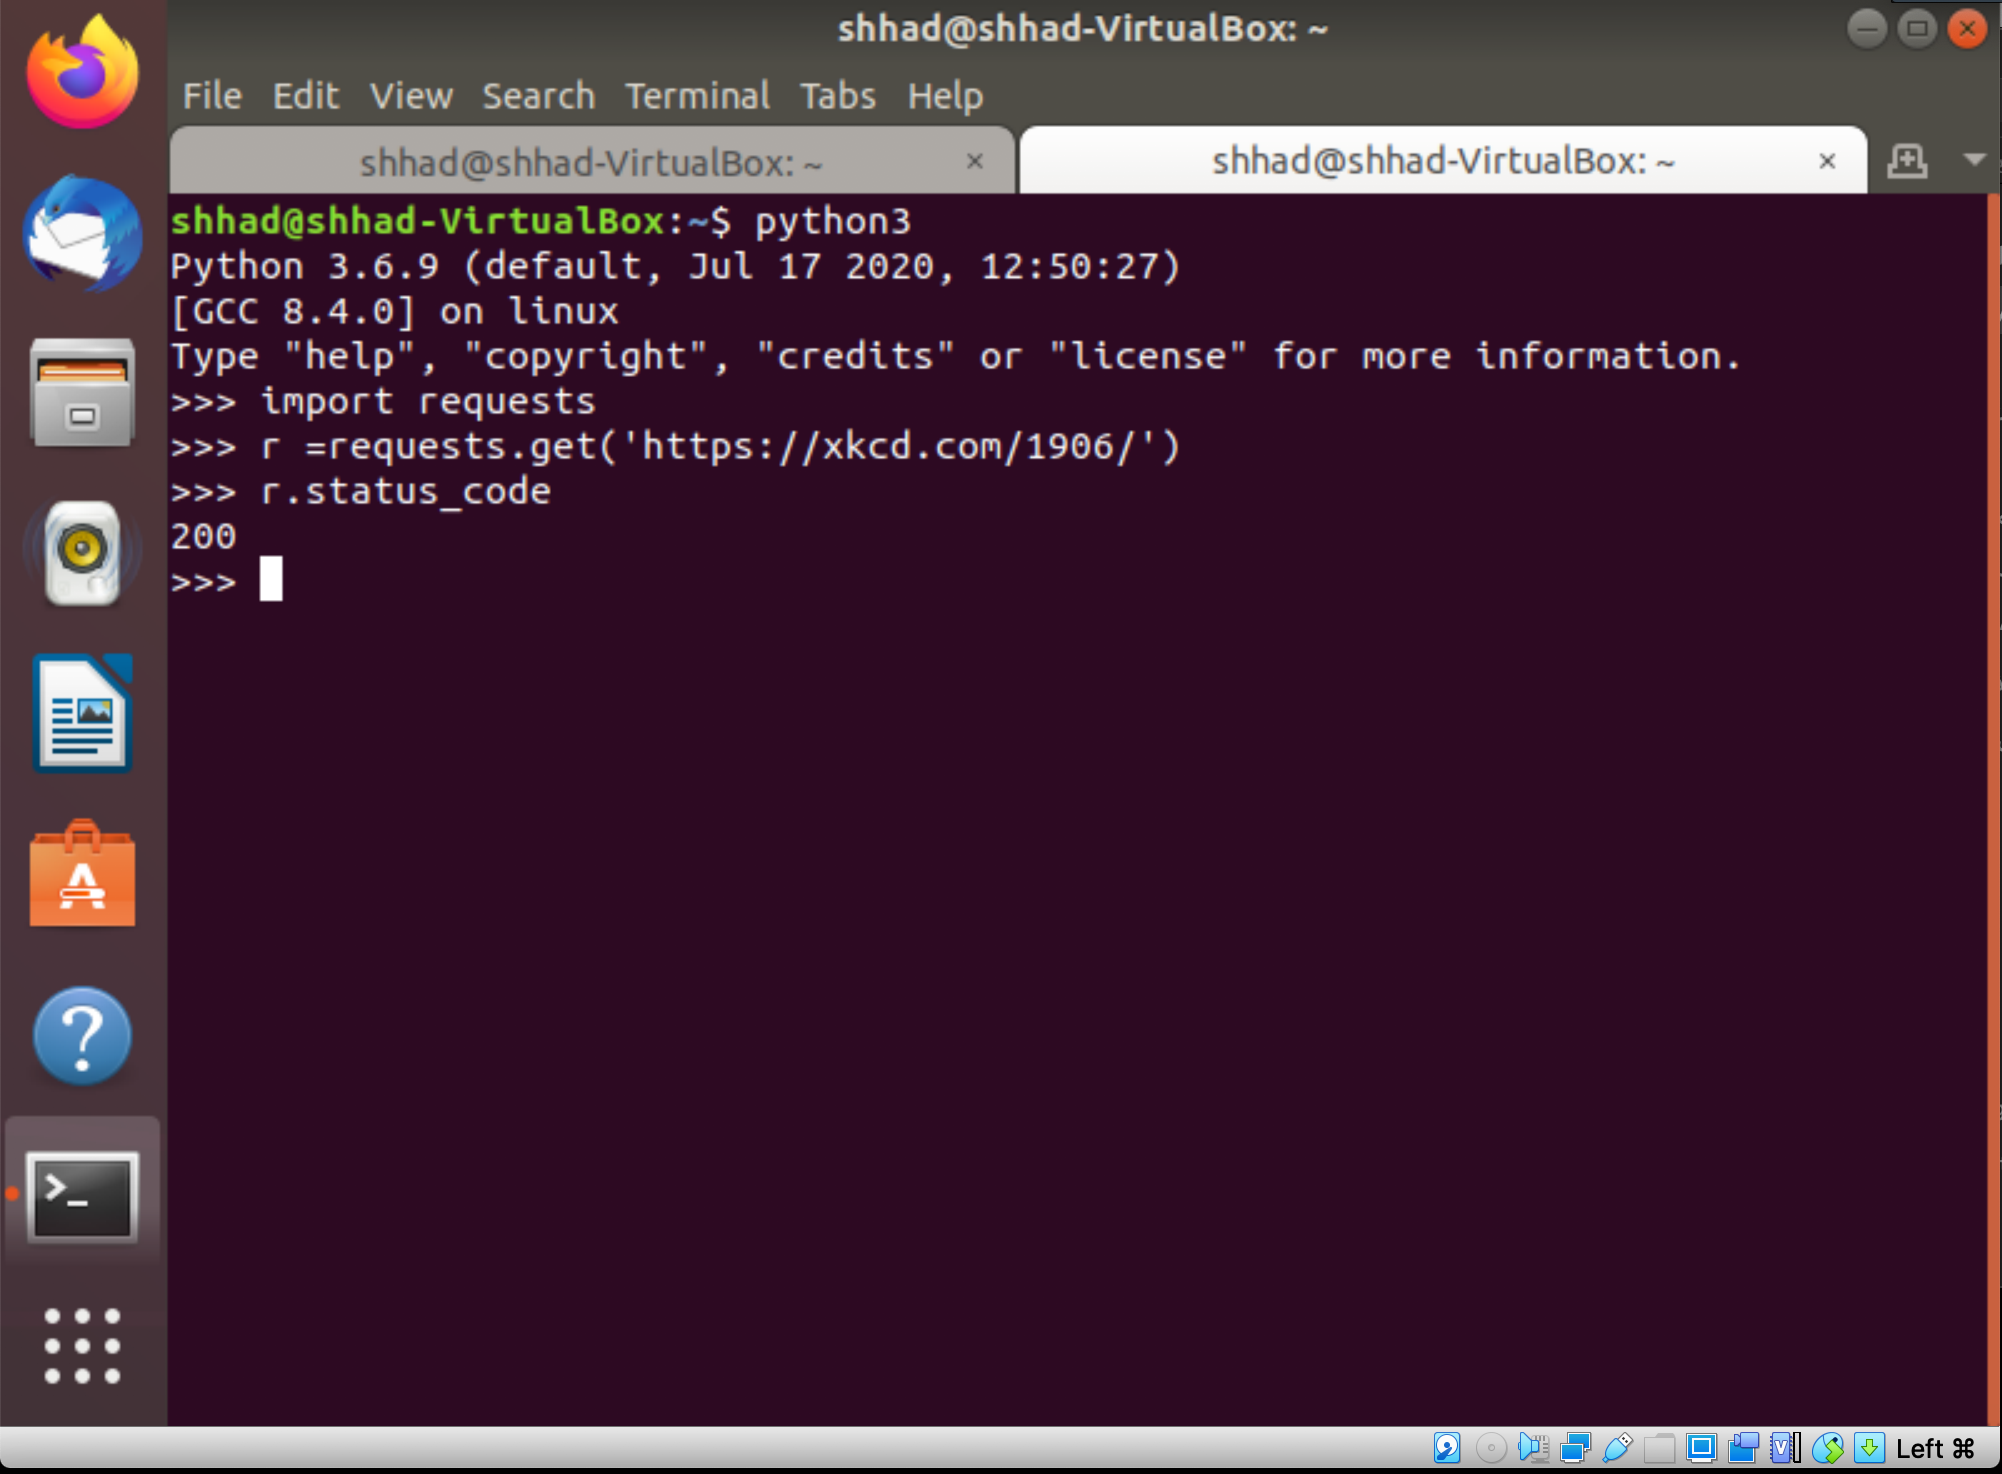 shhad@shhad-VirtualBox: ~
File Edit View Search Terminal Tabs Help
shhad@shhad-VirtualBox: ~ × shhad@shhad-VirtualBox: ~ ×
shhad@shhad-VirtualBox:~$ python3
Python 3.6.9 (default, Jul 17 2020, 12:50:27)
[GCC 8.4.0] on linux
Type "help", "copyright", "credits" or "license" for more information.
>>> import requests
>>> r =requests.get('https://xkcd.com/1906/')
>>> r.status_code
200
>>>
Left ⌘